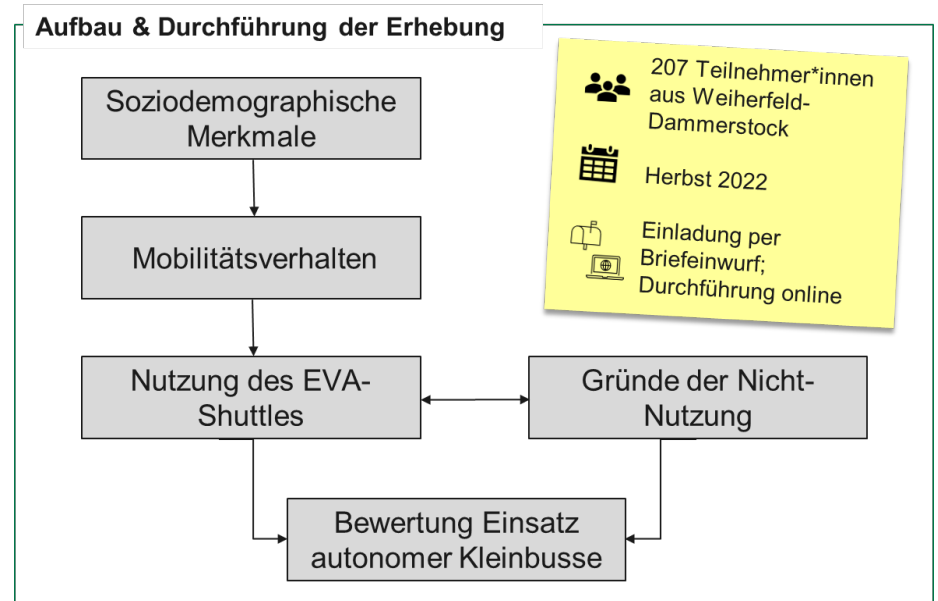 Aufbau & Durchführung der Erhebung
Soziodemographische
Merkmale
Mobilitätsverhalten
Nutzung des EVA-
Shuttles
Gründe der Nicht-
Nutzung
Bewertung Einsatz
autonomer Kleinbusse
207 Teilnehmer*innen
aus Weiherfeld-
Dammerstock
Herbst 2022
Einladung per
Briefeinwurf;
Durchführung online